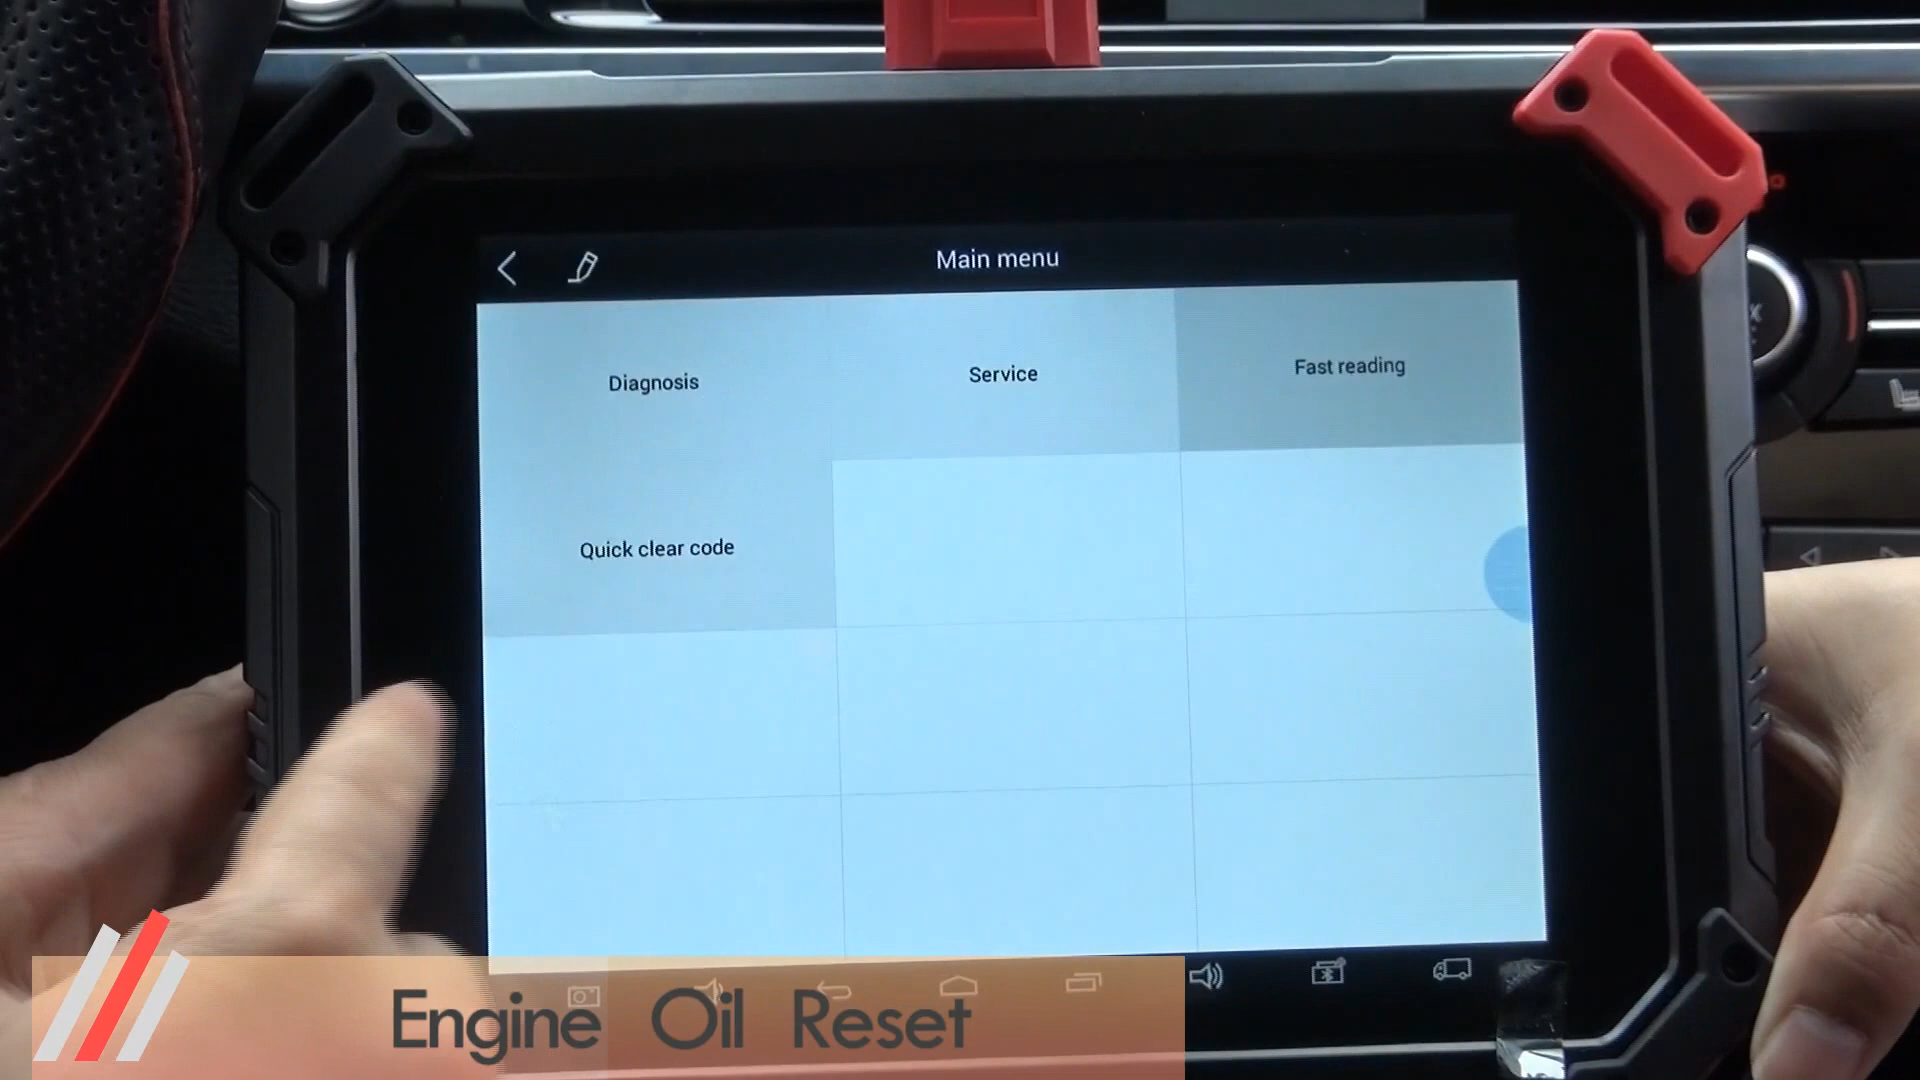 Main menu
Diagnosis
Service
Fast reading
Quick clear code
Engine Oil Reset